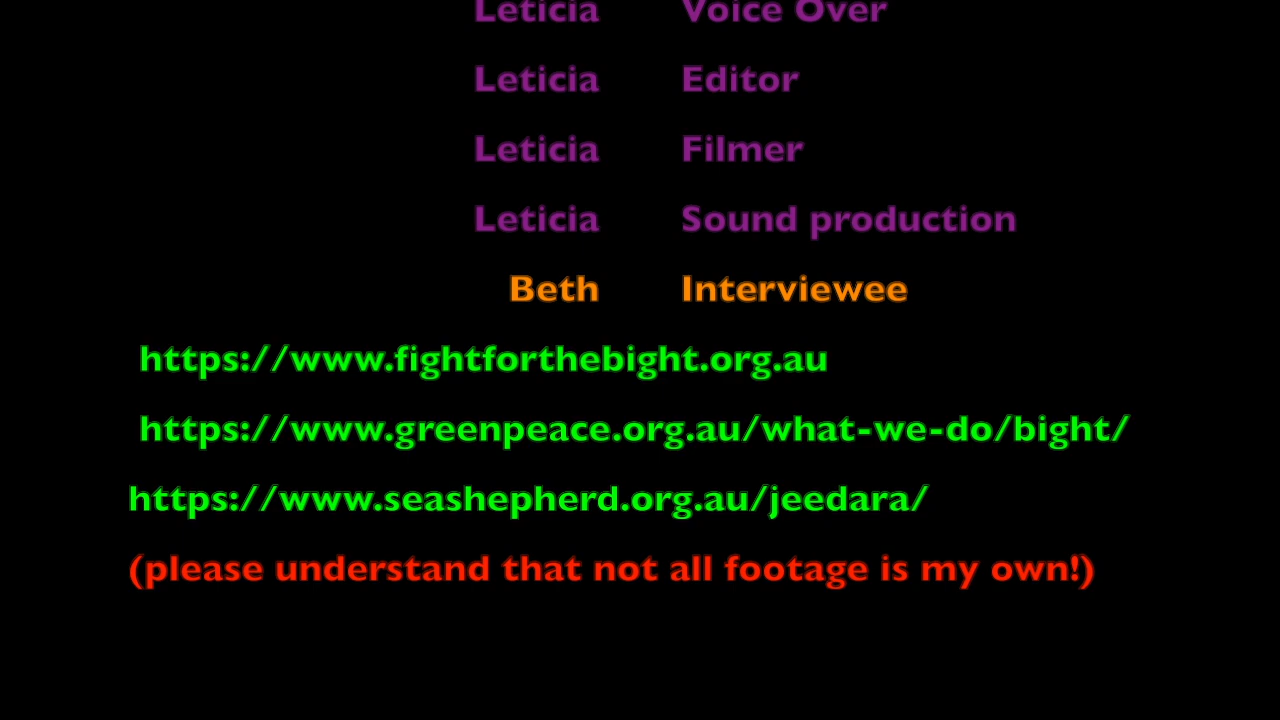 Leticia Voice Over
Leticia Editor
Leticia Filmer
Leticia Sound production
Beth Interviewee
https://www.fightforthebight.org.au
https://www.greenpeace.org.au/what-we-do/bight/
https://www.seashepherd.org.au/jeedara/
(please understand that not all footage is my own!)